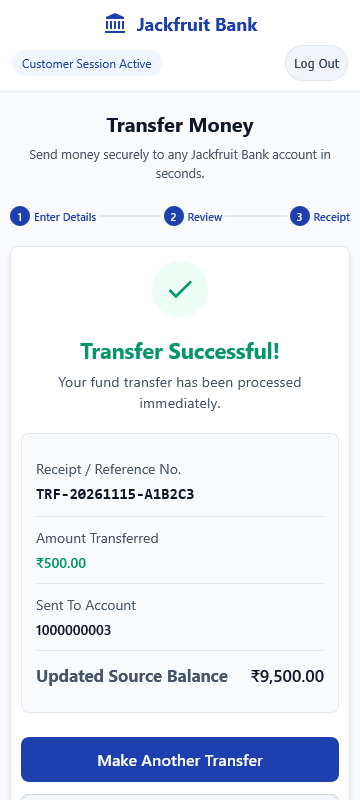 Jackfruit Bank
Customer Session Active
Log Out
Transfer Money
Send money securely to any Jackfruit Bank account in
seconds.
1 Enter Details 2 Review 3 Receipt
Transfer Successful!
Your fund transfer has been processed
immediately.
Receipt / Reference No.
TRF-20261115-A1B2C3
Amount Transferred
₹500.00
Sent To Account
1000000003
Updated Source Balance ₹9,500.00
Make Another Transfer